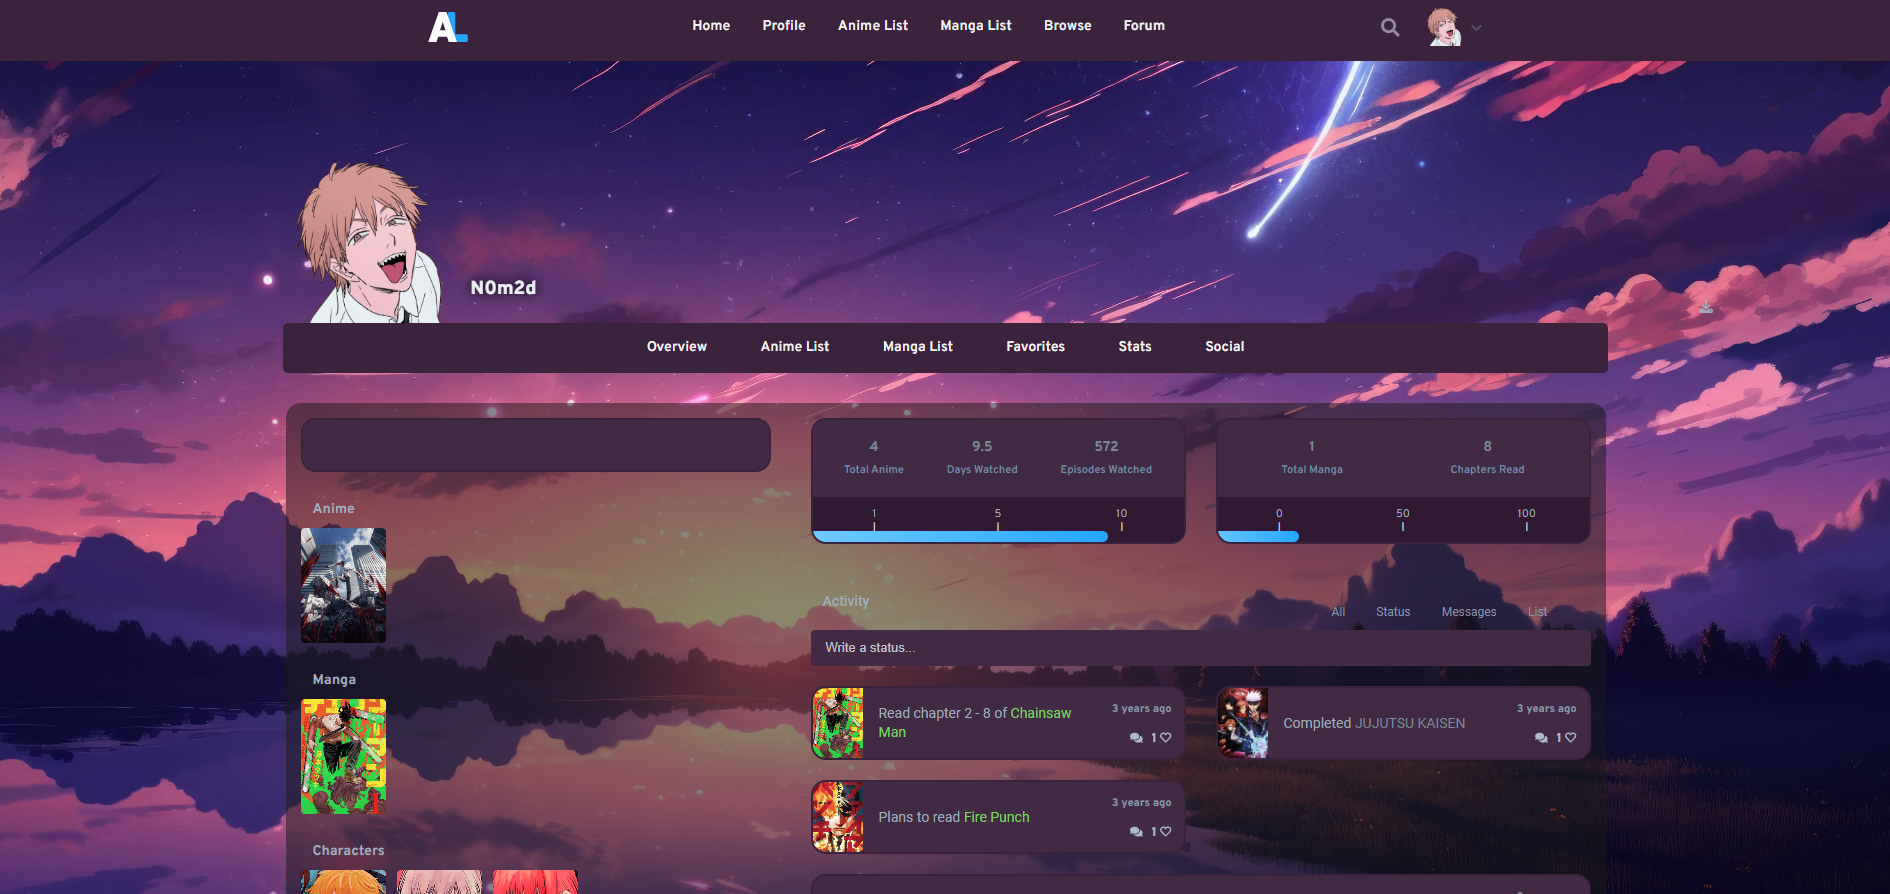 AL
Home Profile Anime List Manga List Browse Forum
N0m2d
Overview Anime List Manga List Favorites Stats Social
4 9.5 572
Total Anime Days Watched Episodes Watched
1 5 10
1 8
Total Manga Chapters Read
0 50 100
Anime
Manga
Characters
Activity
All Status Messages List
Write a status...
Read chapter 2 - 8 of Chainsaw
Man
3 years ago
1
Completed JUJUTSU KAISEN
3 years ago
1
Plans to read Fire Punch
3 years ago
1